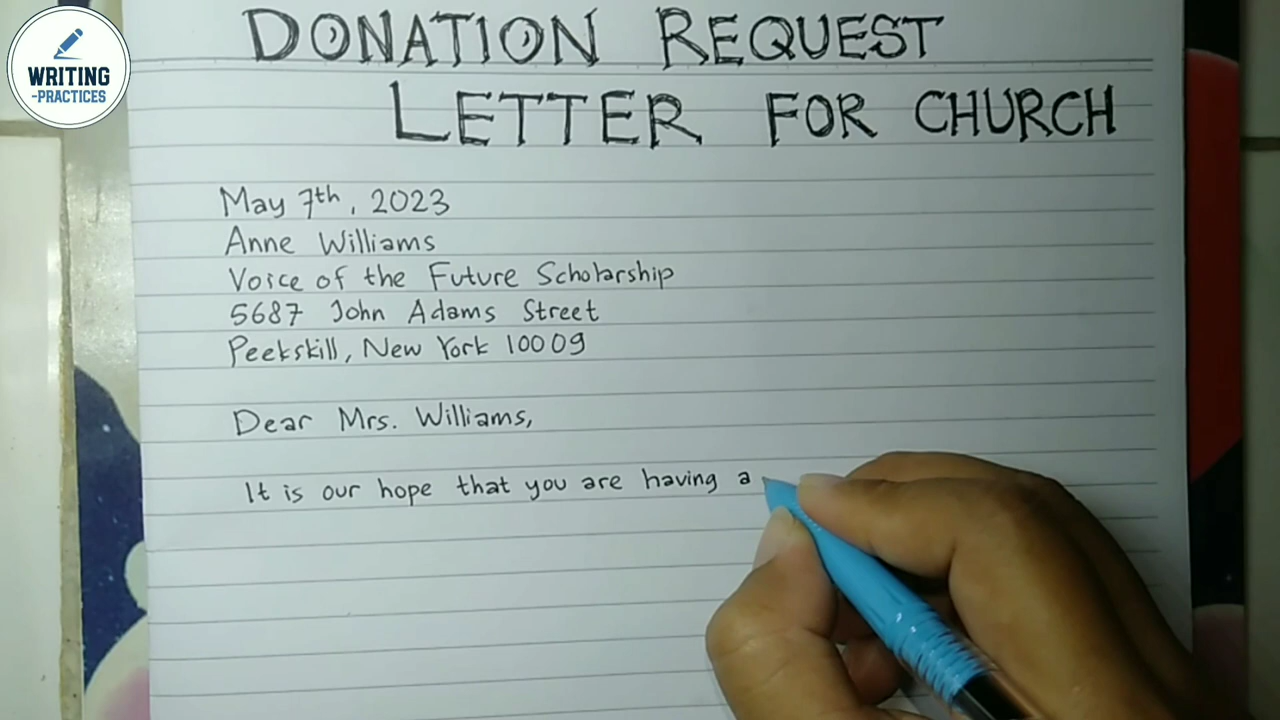 WRITING
-PRACTICES
DONATION REQUEST
LETTER FOR CHURCH
May 7th, 2023
Anne Williams
Voice of the Future Scholarship
5687 John Adams Street
Peekskill, New York 10009
Dear Mrs. Williams,
It is our hope that you are having a